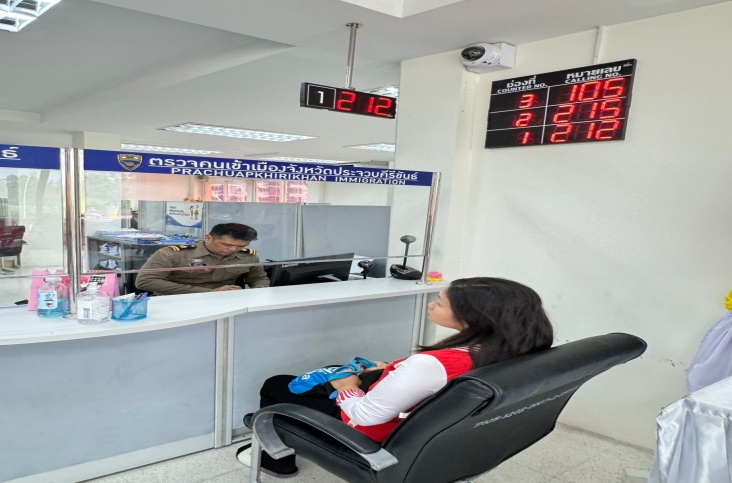 1 212
ช่องที่ หมายเลข
COUNTER NO. CALLING NO.
3 105
2 215
1 212
ตรวจคนเข้าเมืองจังหวัดประจวบคีรีขันธ์
PRACHUAPKHIRIKHAN IMMIGRATION